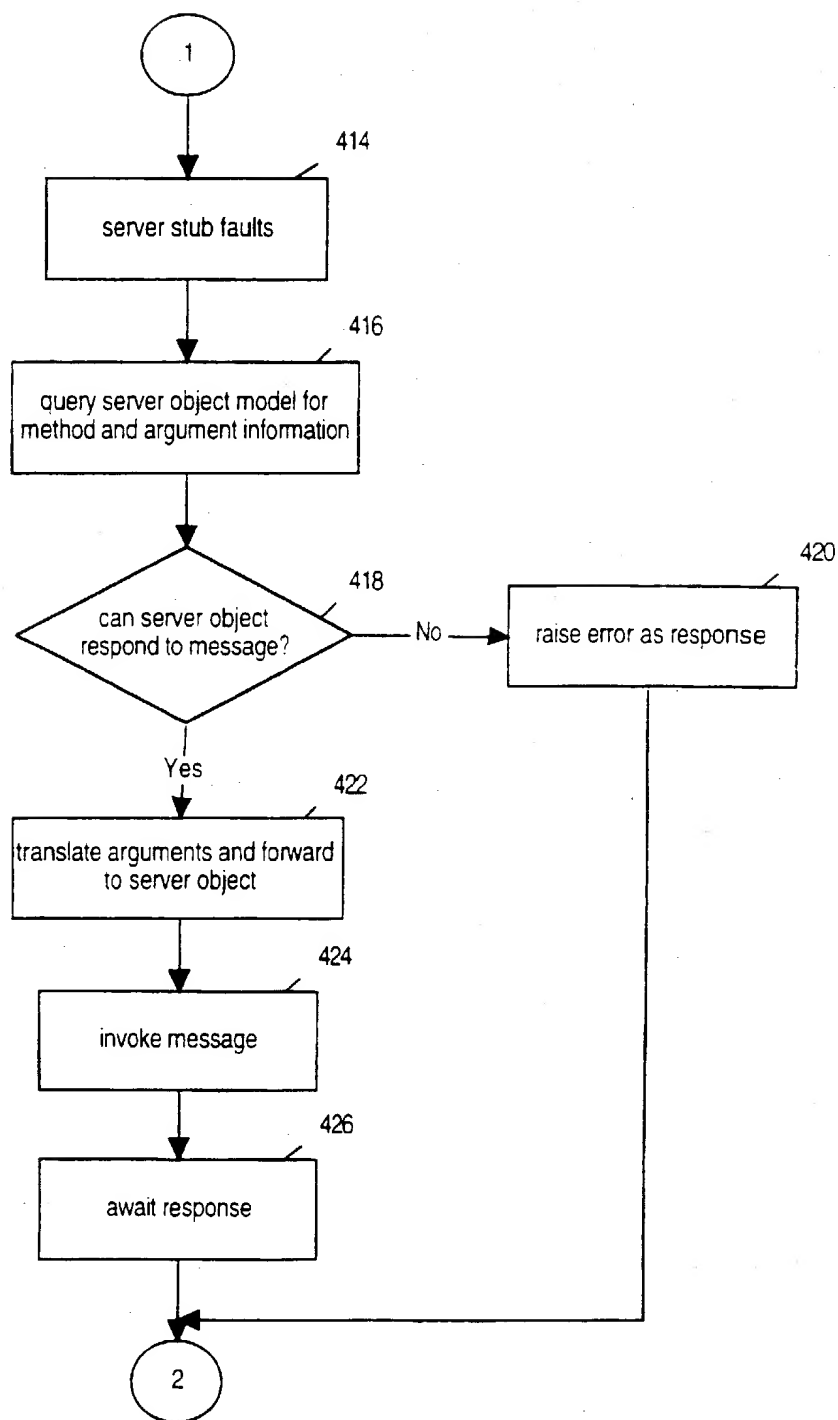 1
414
server stub faults
416
query server object model for
method and argument information
418
can server object
respond to message?
No
420
raise error as response
Yes
422
translate arguments and forward
to server object
424
invoke message
426
await response
2